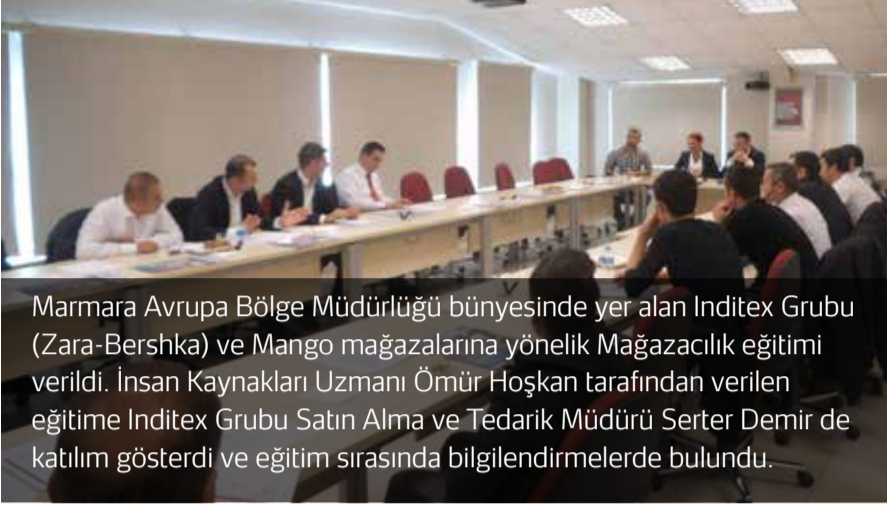 Marmara Avrupa Bölge Müdürlüğü bünyesinde yer alan Inditex Grubu
(Zara-Bershka) ve Mango mağazalarına yönelik Mağazacılık eğitimi
verildi. İnsan Kaynakları Uzmanı Ömür Hoşkan tarafından verilen
eğitime Inditex Grubu Satın Alma ve Tedarik Müdürü Serter Demir de
katılım gösterdi ve eğitim sırasında bilgilendirmelerde bulundu.